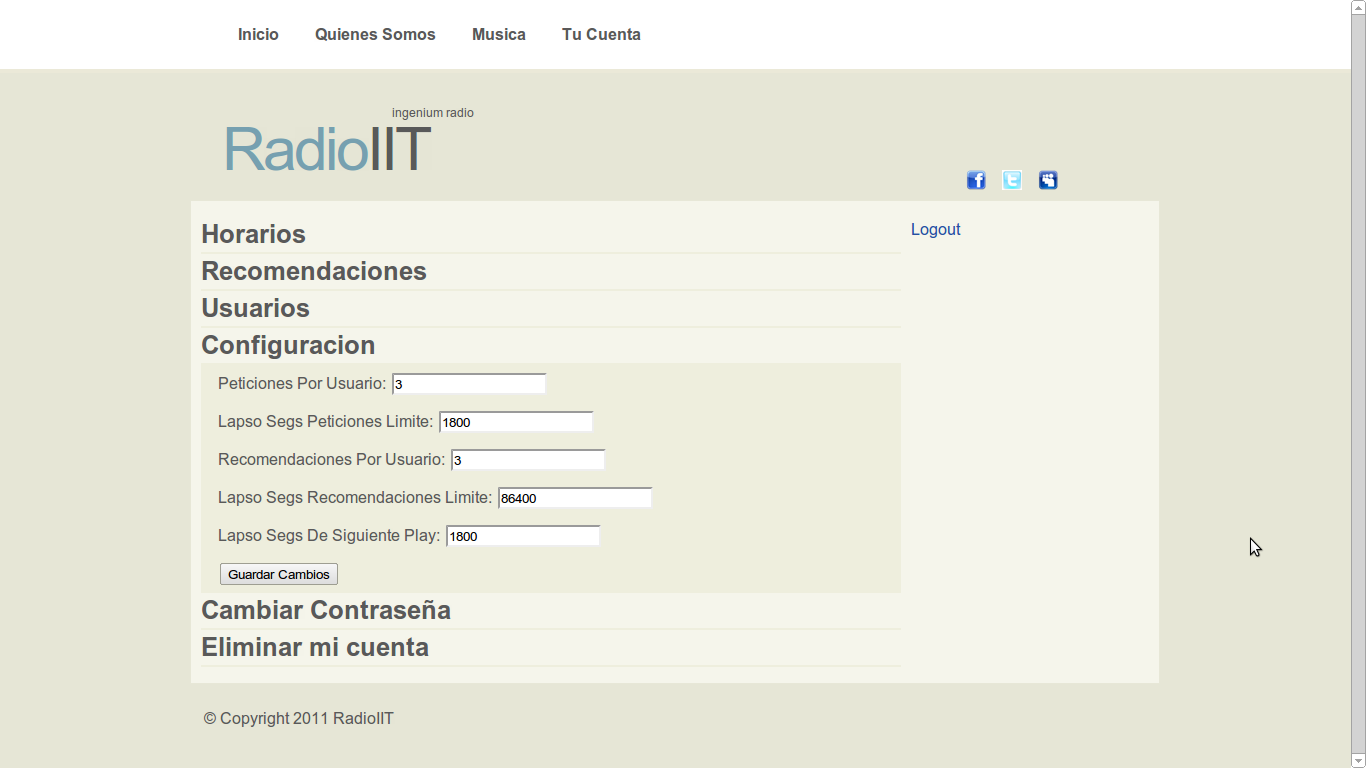 Inicio Quienes Somos Musica Tu Cuenta
ingenium radio
RadioIIT
Horarios
Logout
Recomendaciones
Usuarios
Configuracion
Peticiones Por Usuario: 3
Lapso Segs Peticiones Limite: 1800
Recomendaciones Por Usuario: 3
Lapso Segs Recomendaciones Limite: 86400
Lapso Segs De Siguiente Play: 1800
Guardar Cambios
Cambiar Contraseña
Eliminar mi cuenta
© Copyright 2011 RadioIIT